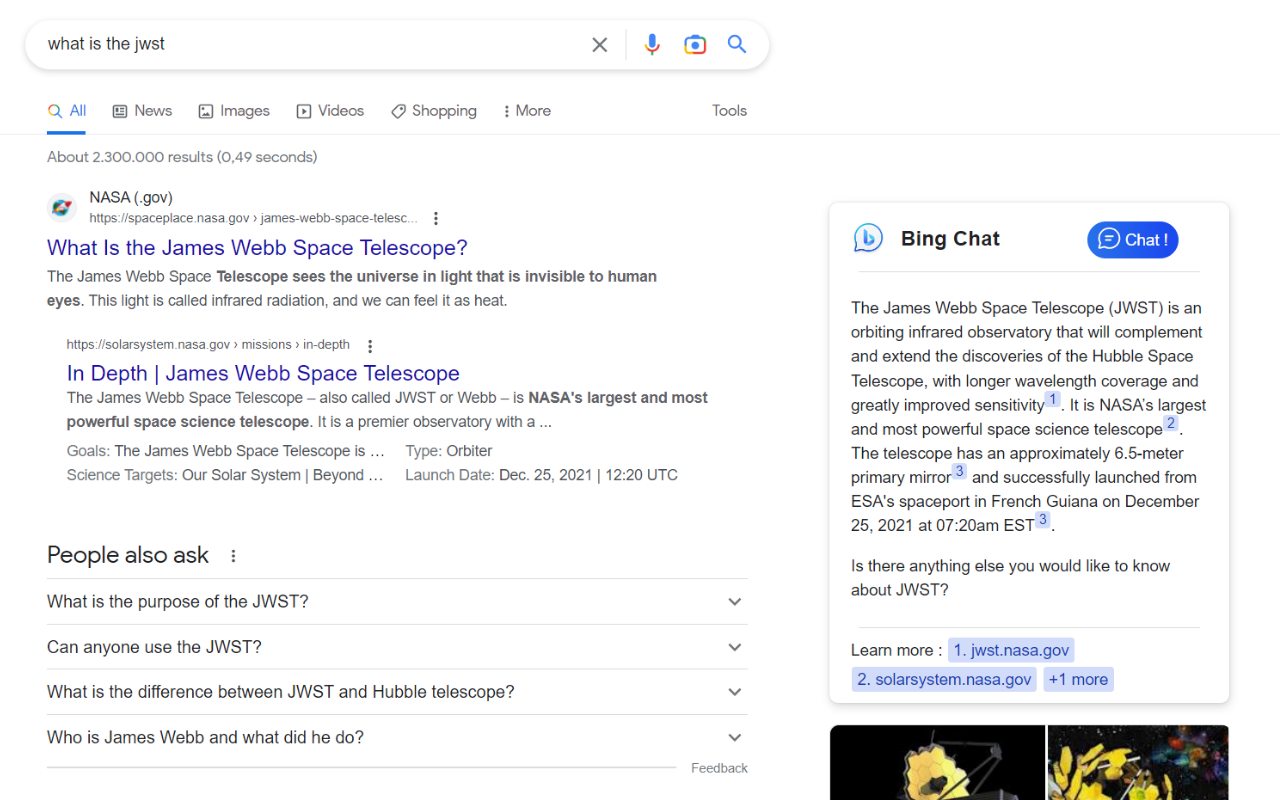 what is the jwst
All
News
Images
Videos
Shopping
More
Tools
About 2.300.000 results (0,49 seconds)
NASA (.gov)
https://spaceplace.nasa.gov › james-webb-space-telesc...
What Is the James Webb Space Telescope?
The James Webb Space Telescope sees the universe in light that is invisible to human
eyes. This light is called infrared radiation, and we can feel it as heat.
https://solarsystem.nasa.gov › missions › in-depth
In Depth | James Webb Space Telescope
The James Webb Space Telescope – also called JWST or Webb – is NASA's largest and most
powerful space science telescope. It is a premier observatory with a ...
Goals: The James Webb Space Telescope is …
Type: Orbiter
Science Targets: Our Solar System | Beyond …
Launch Date: Dec. 25, 2021 | 12:20 UTC
People also ask
What is the purpose of the JWST?
Can anyone use the JWST?
What is the difference between JWST and Hubble telescope?
Who is James Webb and what did he do?
Feedback
Bing Chat
Chat !
The James Webb Space Telescope (JWST) is an
orbiting infrared observatory that will complement
and extend the discoveries of the Hubble Space
Telescope, with longer wavelength coverage and
greatly improved sensitivity 1 . It is NASA's largest
and most powerful space science telescope 2 .
The telescope has an approximately 6.5-meter
primary mirror 3 and successfully launched from
ESA's spaceport in French Guiana on December
25, 2021 at 07:20am EST 3 .
Is there anything else you would like to know
about JWST?
Learn more : 1. jwst.nasa.gov
2. solarsystem.nasa.gov +1 more